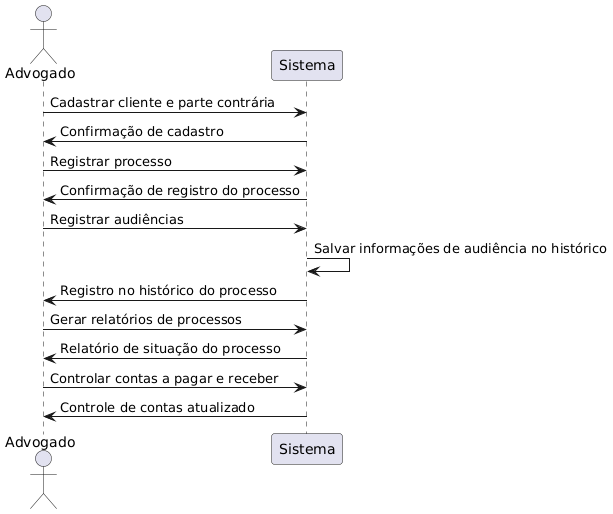 Advogado
Sistema
Cadastrar cliente e parte contrária
Confirmação de cadastro
Registrar processo
Confirmação de registro do processo
Registrar audiências
Salvar informações de audiência no histórico
Registro no histórico do processo
Gerar relatórios de processos
Relatório de situação do processo
Controlar contas a pagar e receber
Controle de contas atualizado
Advogado
Sistema